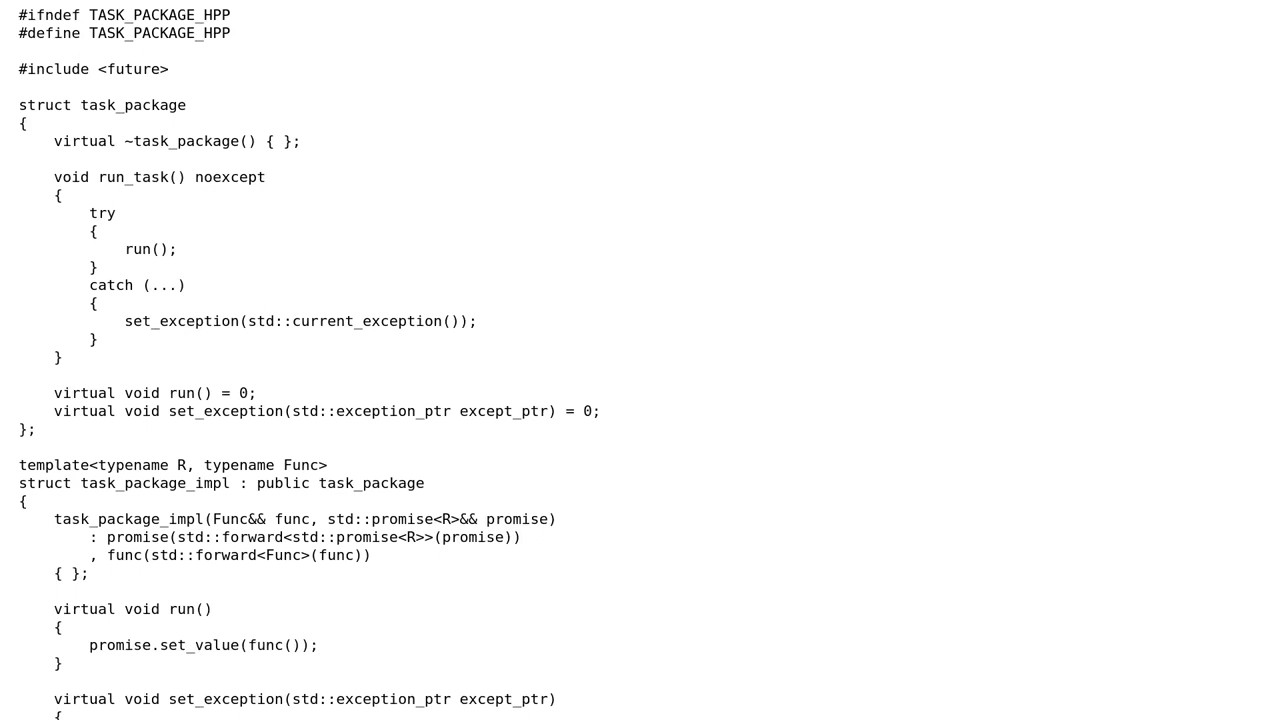 #ifndef TASK_PACKAGE_HPP
#define TASK_PACKAGE_HPP

#include <future>

struct task_package
{
    virtual ~task_package() { };

    void run_task() noexcept
    {
        try
        {
            run();
        }
        catch (...)
        {
            set_exception(std::current_exception());
        }
    }

    virtual void run() = 0;
    virtual void set_exception(std::exception_ptr except_ptr) = 0;
};

template<typename R, typename Func>
struct task_package_impl : public task_package
{
    task_package_impl(Func&& func, std::promise<R>&& promise)
        : promise(std::forward<std::promise<R>>(promise))
        , func(std::forward<Func>(func))
    { };

    virtual void run()
    {
        promise.set_value(func());
    }

    virtual void set_exception(std::exception_ptr except_ptr)
    {